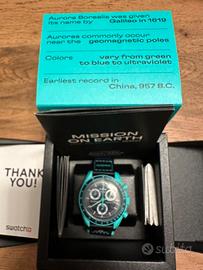 Aurora Borealis was given
its name by Galileo in 1619
Auroras commonly occur
near the geomagnetic poles
Colors vary from green
to blue to ultraviolet
Earliest record in
China, 957 B.C.
MISSION
ON EARTH
THANK
YOU!
swatch
subito